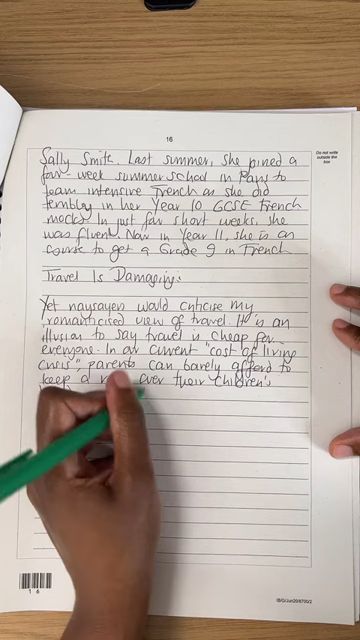 16
Do not write
outside the
box
Sally Smith. Last summer, she joined a
four week summer school in Paris to
learn intensive French as she did
terribly in her Year 10 GCSE French
mocks. In just four short weeks, she
was fluent. Now in Year 11, she is on
course to get a Grade 9 in French
Travel Is Damaging:
Yet naysayers would criticise my
romanticised view of travel. It is an
illusion to say travel is cheap for
everyone. In our current "cost of living
crisis", parents can barely afford to
keep a over their children's
16
IB/G/Jun20/8700/2